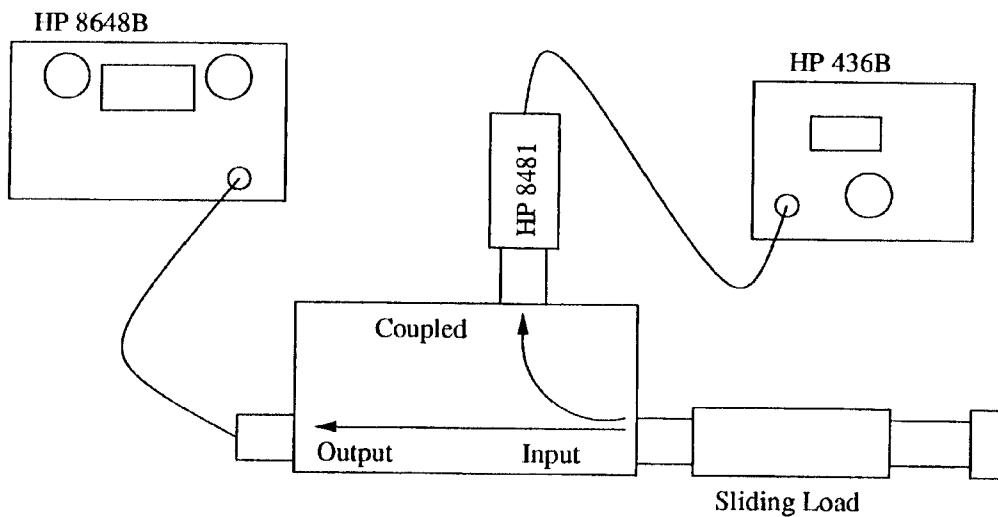 HP 8648B
HP 436B
HP 8481
Coupled
Output
Input
Sliding Load